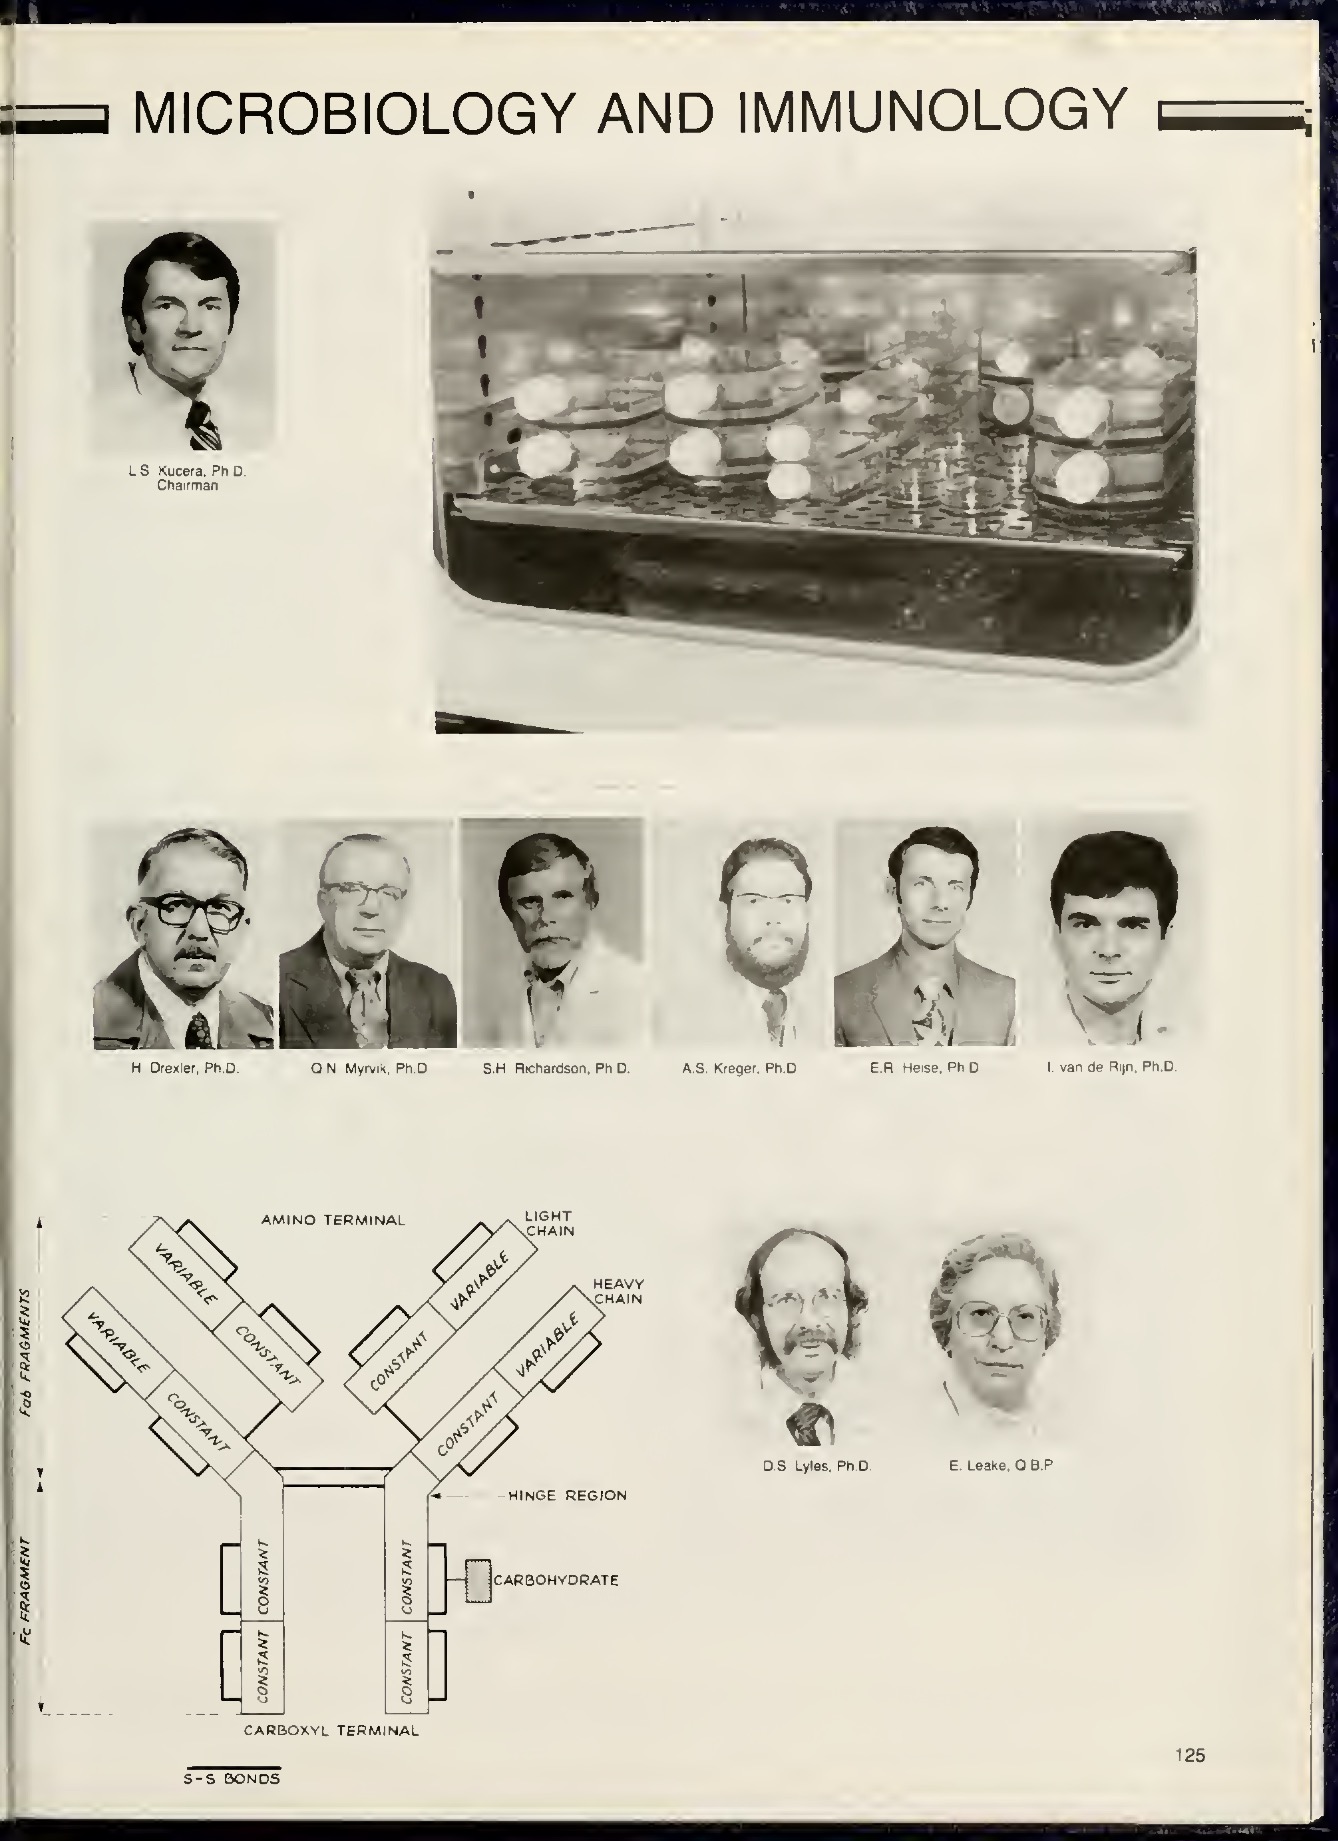 MICROBIOLOGY AND IMMUNOLOGY
L S Kucera, Ph D.
Chairman
H Drexler, Ph.D.
Q N Myrvik, Ph.D
S.H Richardson, Ph D.
A.S. Kreger, Ph.D
E.R Heise, Ph D
I. van de Rijn, Ph.D.
AMINO TERMINAL
LIGHT
CHAIN
HEAVY
CHAIN
VARIABLE
CONSTANT
VARIABLE
CONSTANT
VARIABLE
CONSTANT
VARIABLE
CONSTANT
Fab FRAGMENTS
HINGE REGION
CONSTANT
CONSTANT
CARBOHYDRATE
Fc FRAGMENT
CONSTANT
CONSTANT
CARBOXYL TERMINAL
S-S BONDS
D.S Lyles, Ph.D.
E. Leake, Q B.P
125